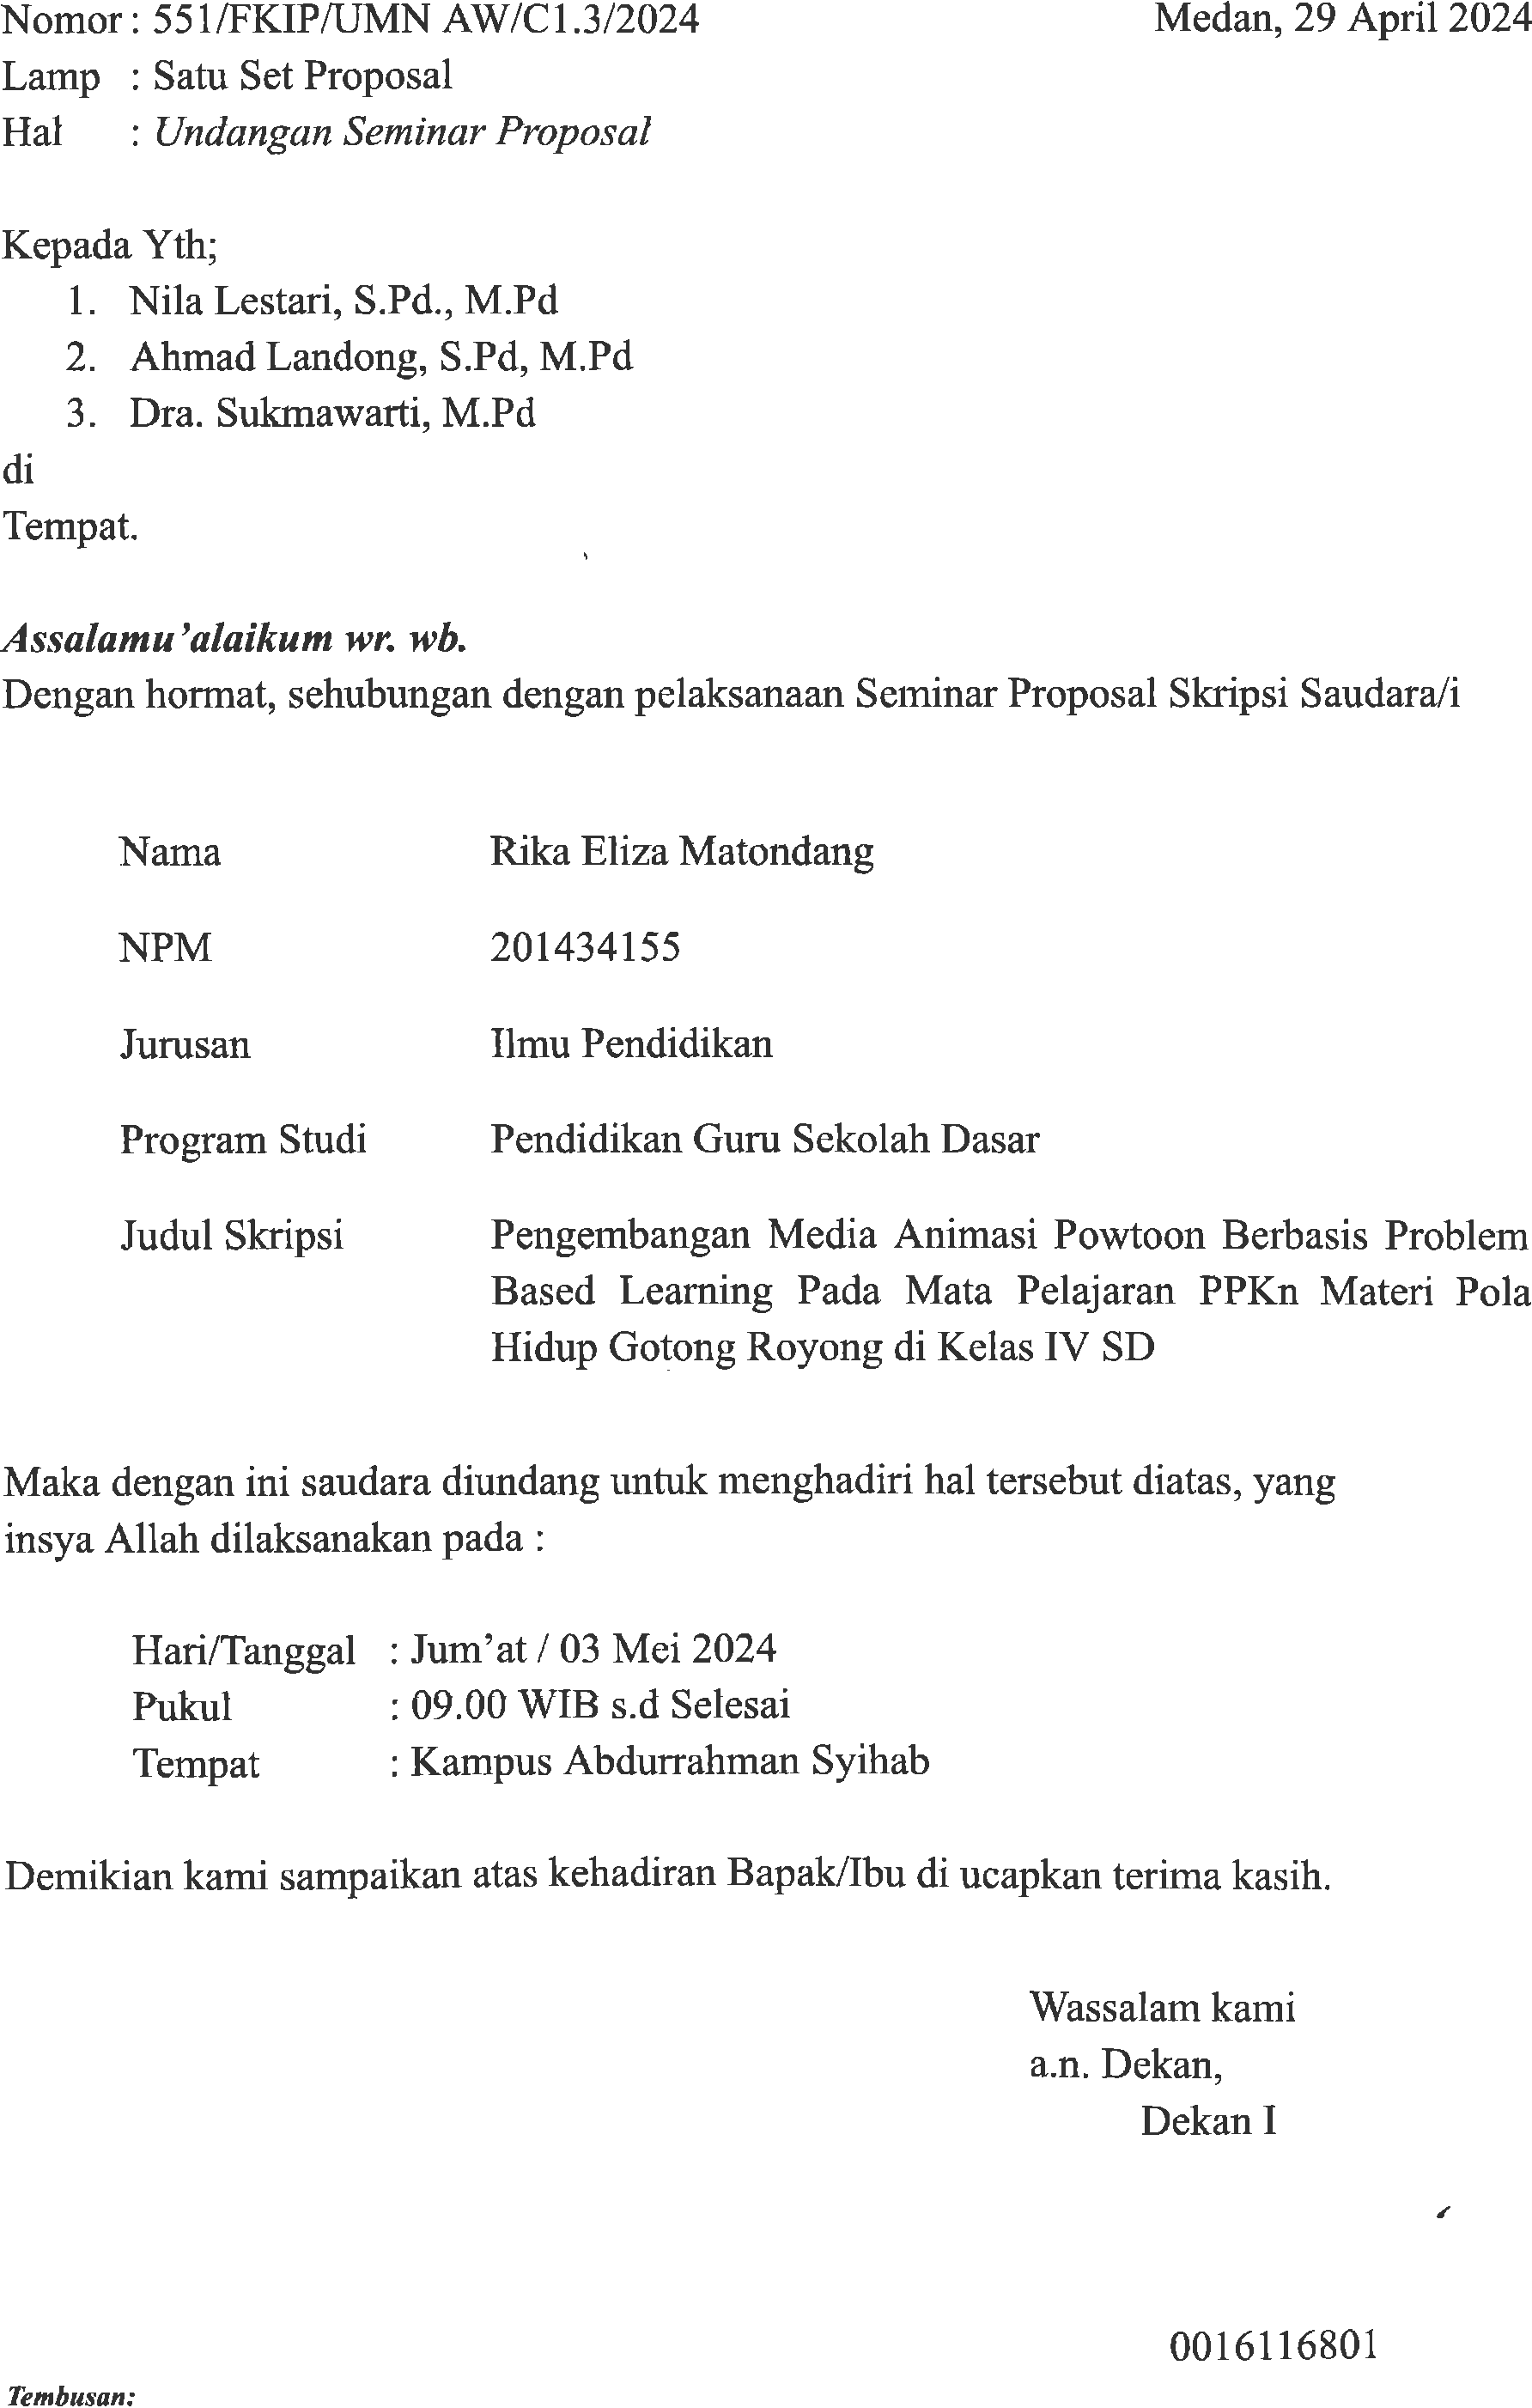 Nomor : 551/FKIP/UMN AW/C1.3/2024 Medan, 29 April 2024
Lamp : Satu Set Proposal
Hal : Undangan Seminar Proposal
Kepada Yth;
1. Nila Lestari, S.Pd., M.Pd
2. Ahmad Landong, S.Pd, M.Pd
3. Dra. Sukmawarti, M.Pd
di
Tempat.
Assalamu'alaikum wr. wb.
Dengan hormat, sehubungan dengan pelaksanaan Seminar Proposal Skripsi Saudara/i
Nama Rika Eliza Matondang
NPM 201434155
Jurusan Ilmu Pendidikan
Program Studi Pendidikan Guru Sekolah Dasar
Judul Skripsi Pengembangan Media Animasi Powtoon Berbasis Problem
Based Learning Pada Mata Pelajaran PPKn Materi Pola
Hidup Gotong Royong di Kelas IV SD
Maka dengan ini saudara diundang untuk menghadiri hal tersebut diatas, yang
insya Allah dilaksanakan pada :
Hari/Tanggal : Jum'at / 03 Mei 2024
Pukul : 09.00 WIB s.d Selesai
Tempat : Kampus Abdurrahman Syihab
Demikian kami sampaikan atas kehadiran Bapak/Ibu di ucapkan terima kasih.
Wassalam kami
a.n. Dekan,
Dekan I
0016116801
Tembusan: